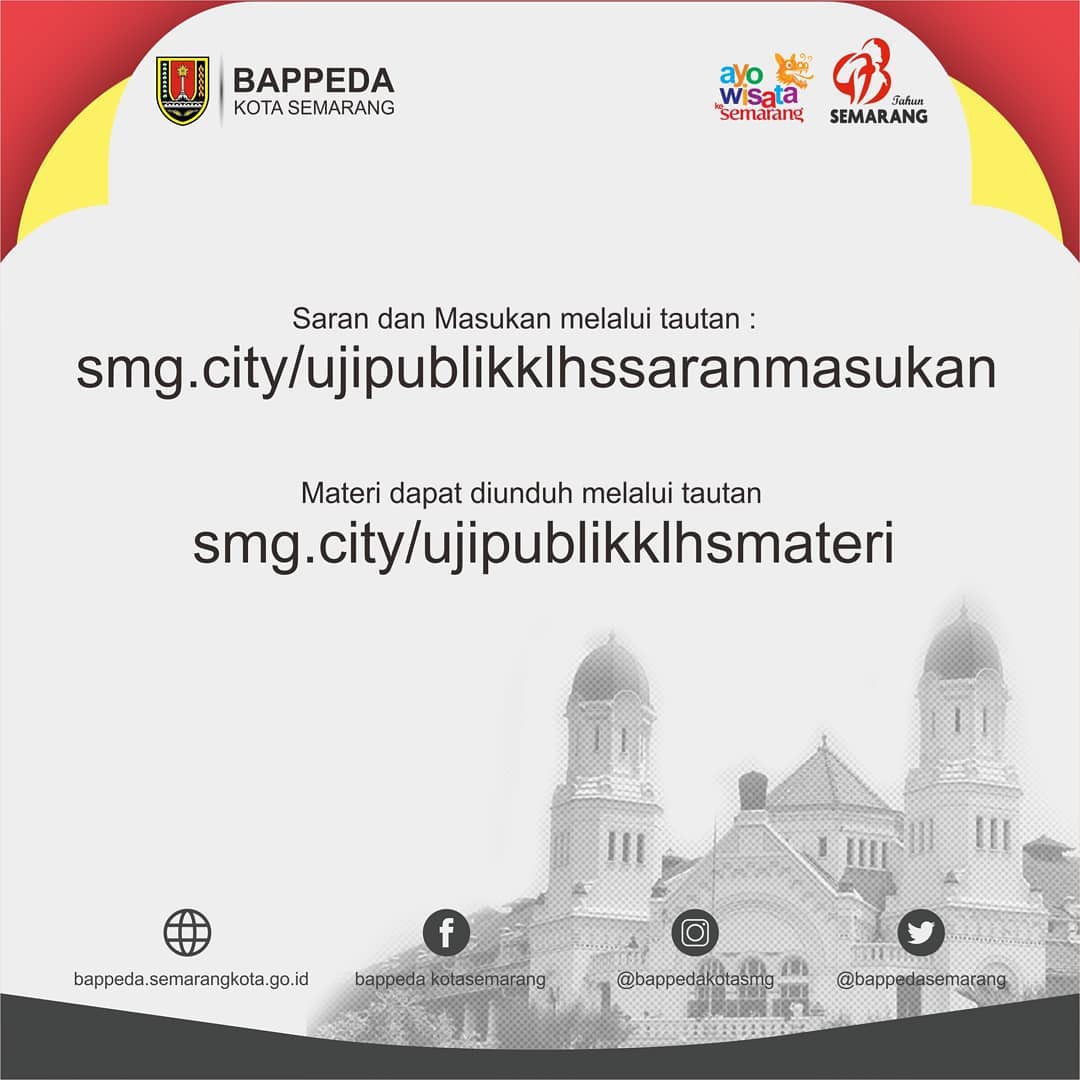 BAPPEDA
KOTA SEMARANG
ayo
wisata
ke
semarang
Tahun
SEMARANG
Saran dan Masukan melalui tautan :
smg.city/ujipublikklhssaranmasukan
Materi dapat diunduh melalui tautan
smg.city/ujipublikklhsmateri
bappeda.semarangkota.go.id
bappeda kotasemarang
@bappedakotasmg
@bappedasemarang